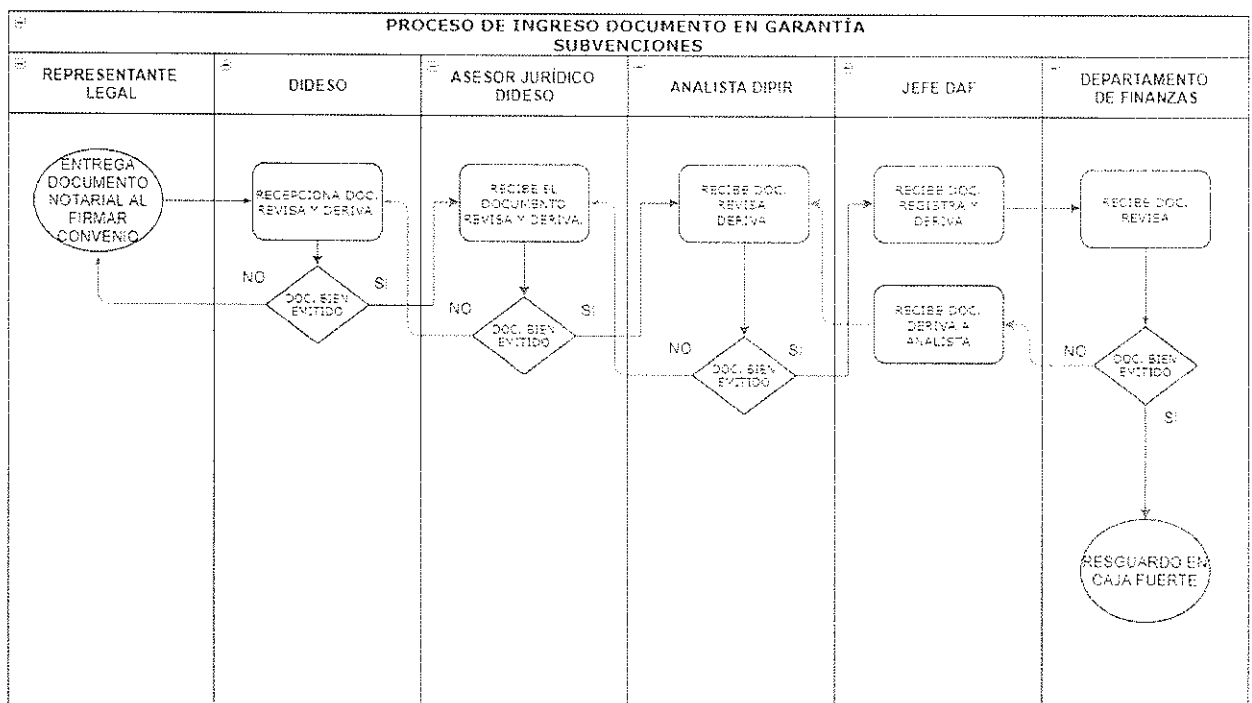 PROCESO DE INGRESO DOCUMENTO EN GARANTÍA
SUBVENCIONES
REPRESENTANTE
LEGAL
DIDESO
ASESOR JURÍDICO
DIDESO
ANALISTA DIPIR
JEFE DAF
DEPARTAMENTO
DE FINANZAS
ENTREGA
DOCUMENTO
NOTARIAL AL
FIRMAR
CONVENIO
RECEPCIONA DOC.
REVISA Y DERIVA
RECIBE EL
DOCUMENTO
REVISA Y DERIVA.
RECIBE DOC.
REVISA
DERIVA
RECIBE DOC.
REGISTRA Y
DERIVA
RECIBE DOC.
REVISA
NO
DOC. BIEN
EMITIDO
SI
NO
DOC. BIEN
EMITIDO
SI
NO
DOC. BIEN
EMITIDO
SI
RECIBE DOC.
DERIVA A
ANALISTA
NO
DOC. BIEN
EMITIDO
SI
RESGUARDO EN
CAJA FUERTE